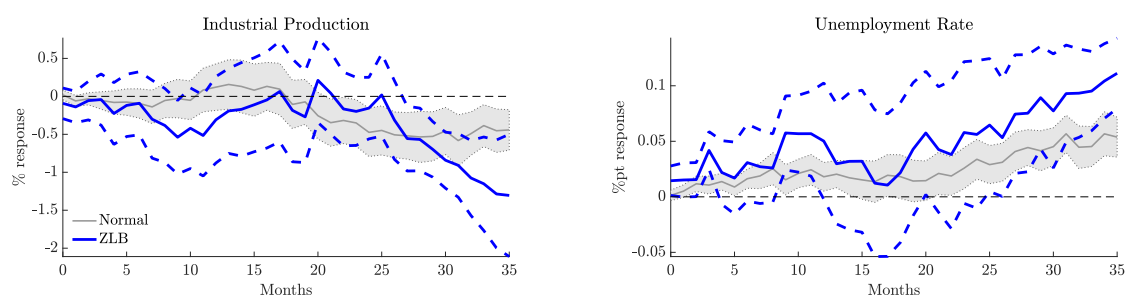 Industrial Production
% response
0.5
0
-0.5
-1
-1.5
-2
Normal
ZLB
0 5 10 15 20 25 30 35
Months
Unemployment Rate
%pt response
0.1
0.05
0
-0.05
0 5 10 15 20 25 30 35
Months